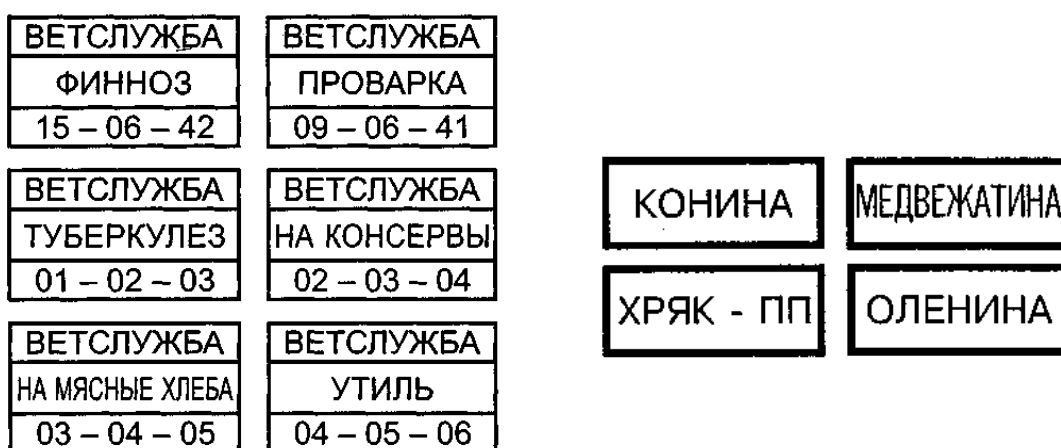 ВЕТСЛУЖБА
ФИННОЗ
15 – 06 – 42
ВЕТСЛУЖБА
ПРОВАРКА
09 – 06 – 41
ВЕТСЛУЖБА
ТУБЕРКУЛЕЗ
01 – 02 – 03
ВЕТСЛУЖБА
НА КОНСЕРВЫ
02 – 03 – 04
ВЕТСЛУЖБА
НА МЯСНЫЕ ХЛЕБА
03 – 04 – 05
ВЕТСЛУЖБА
УТИЛЬ
04 – 05 – 06
КОНИНА
МЕДВЕЖАТИНА
ХРЯК - ПП
ОЛЕНИНА